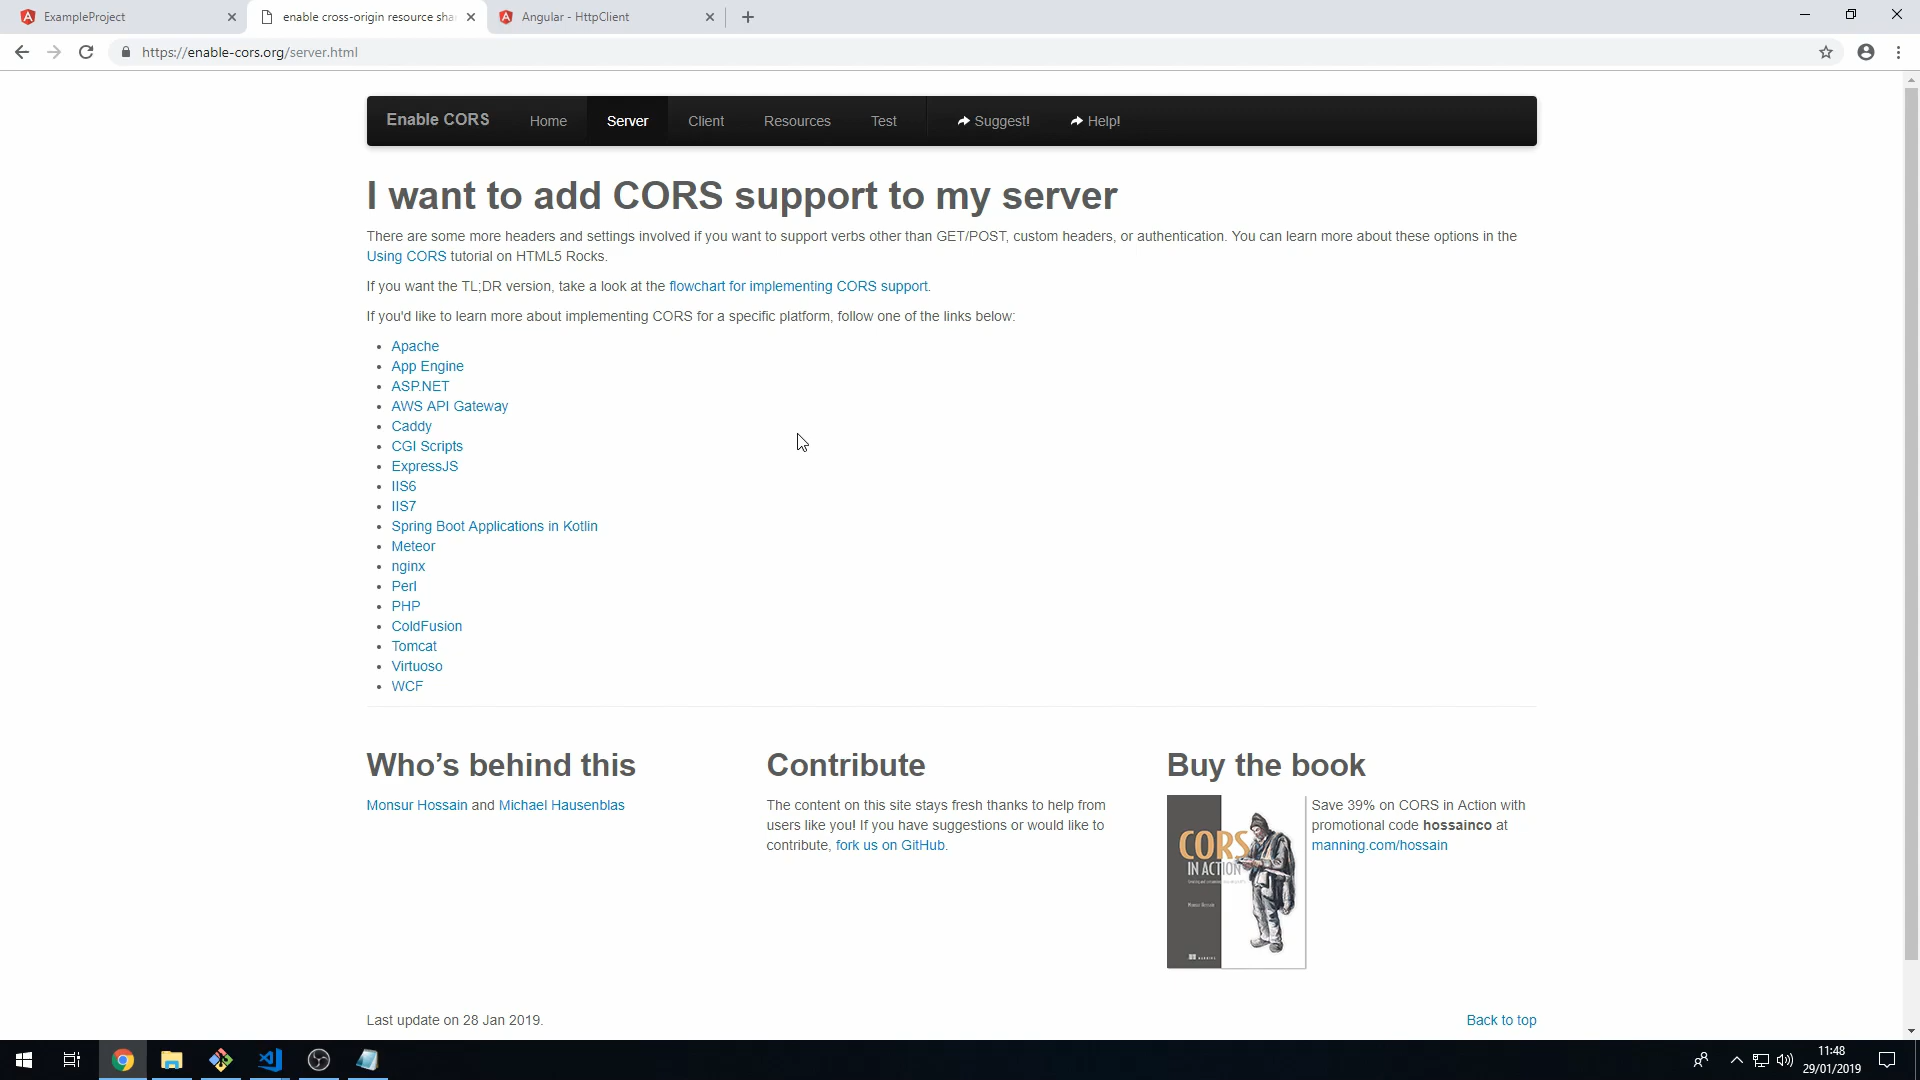 ExampleProject
enable cross-origin resource sha
Angular - HttpClient
https://enable-cors.org/server.html
Enable CORS Home Server Client Resources Test Suggest! Help!
I want to add CORS support to my server
There are some more headers and settings involved if you want to support verbs other than GET/POST, custom headers, or authentication. You can learn more about these options in the
Using CORS tutorial on HTML5 Rocks.
If you want the TL;DR version, take a look at the flowchart for implementing CORS support.
If you'd like to learn more about implementing CORS for a specific platform, follow one of the links below:
Apache
App Engine
ASP.NET
AWS API Gateway
Caddy
CGI Scripts
ExpressJS
IIS6
IIS7
Spring Boot Applications in Kotlin
Meteor
nginx
Perl
PHP
ColdFusion
Tomcat
Virtuoso
WCF
Who’s behind this
Monsur Hossain and Michael Hausenblas
Contribute
The content on this site stays fresh thanks to help from
users like you! If you have suggestions or would like to
contribute, fork us on GitHub.
Buy the book
CORS
IN ACTION
Save 39% on CORS in Action with
promotional code hossainco at
manning.com/hossain
Last update on 28 Jan 2019.
Back to top
11:48
29/01/2019